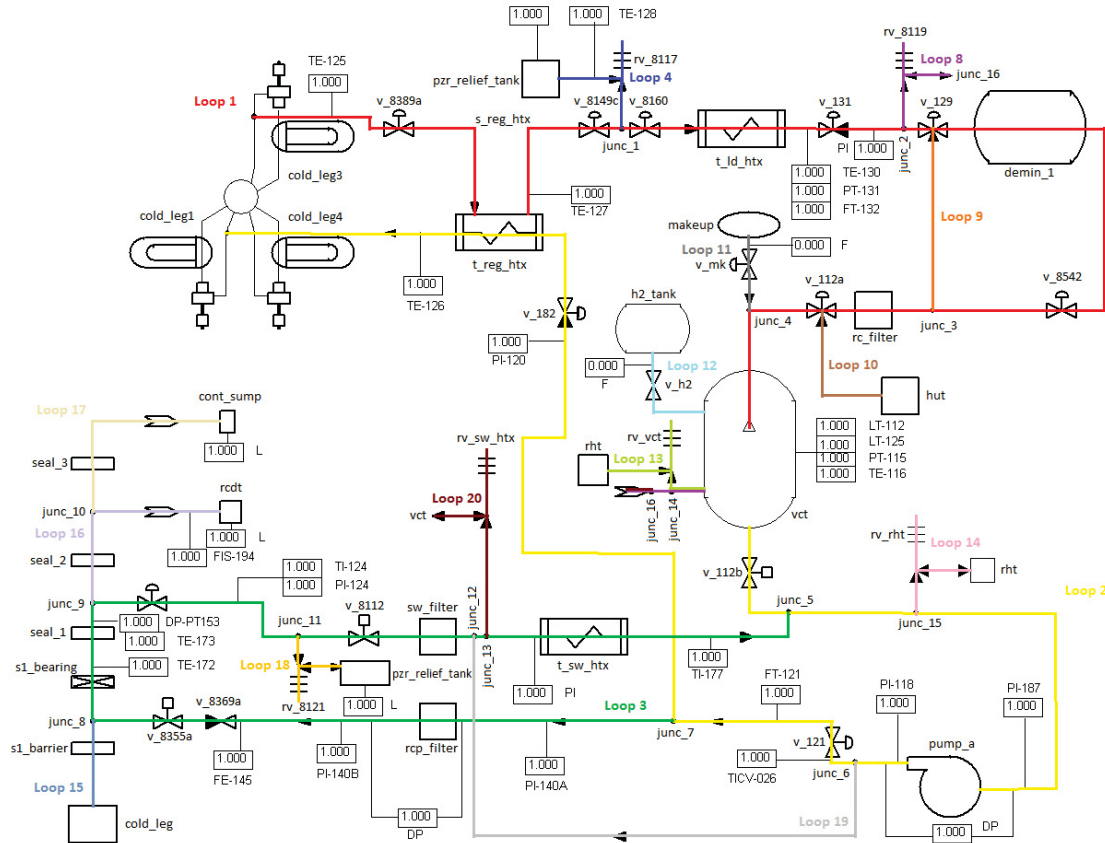 1.000
1.000
TE-128
rv_8119
TE-125
rv_8117
Loop 8
1.000
pzr_relief_tank
Loop 4
junc_16
Loop 1
v_8389a
s_reg_htx
v_8149c
v_8160
v_131
v_129
junc_1
PI
1.000
junc_2
t_ld_htx
1.000
TE-130
demin_1
cold_leg3
1.000
PT-131
1.000
TE-127
1.000
FT-132
cold_leg1
cold_leg4
makeup
Loop 9
Loop 11
0.000
F
t_reg_htx
v_mk
v_8542
1.000
TE-126
h2_tank
v_112a
v_182
junc_4
rc_filter
junc_3
1.000
PI-120
0.000
F
Loop 12
v_h2
Loop 10
hut
Loop 17
cont_sump
1.000
L
rv_sw_htx
rv_vct
1.000
LT-112
1.000
LT-125
1.000
PT-115
1.000
TE-116
rht
Loop 13
seal_3
rcdt
Loop 20
vct
junc_16
junc_14
vct
junc_10
1.000
L
Loop 16
1.000
FIS-194
rv_rht
Loop 14
seal_2
1.000
TI-124
v_112b
rht
1.000
PI-124
junc_9
v_8112
sw_filter
junc_12
junc_5
Loop 2
1.000
DP-PT153
junc_11
junc_15
seal_1
1.000
TE-173
s1_bearing
1.000
TE-172
Loop 18
pzr_relief_tank
junc_13
t_sw_htx
1.000
TI-177
FT-121
1.000
PI
1.000
PI-118
1.000
PI-187
1.000
rv_8121
1.000
L
v_8369a
Loop 3
junc_8
v_8355a
junc_7
v_121
pump_a
s1_barrier
rcp_filter
1.000
FE-145
1.000
PI-140B
1.000
PI-140A
1.000
TICV-026
junc_6
Loop 15
cold_leg
1.000
DP
Loop 19
1.000
DP